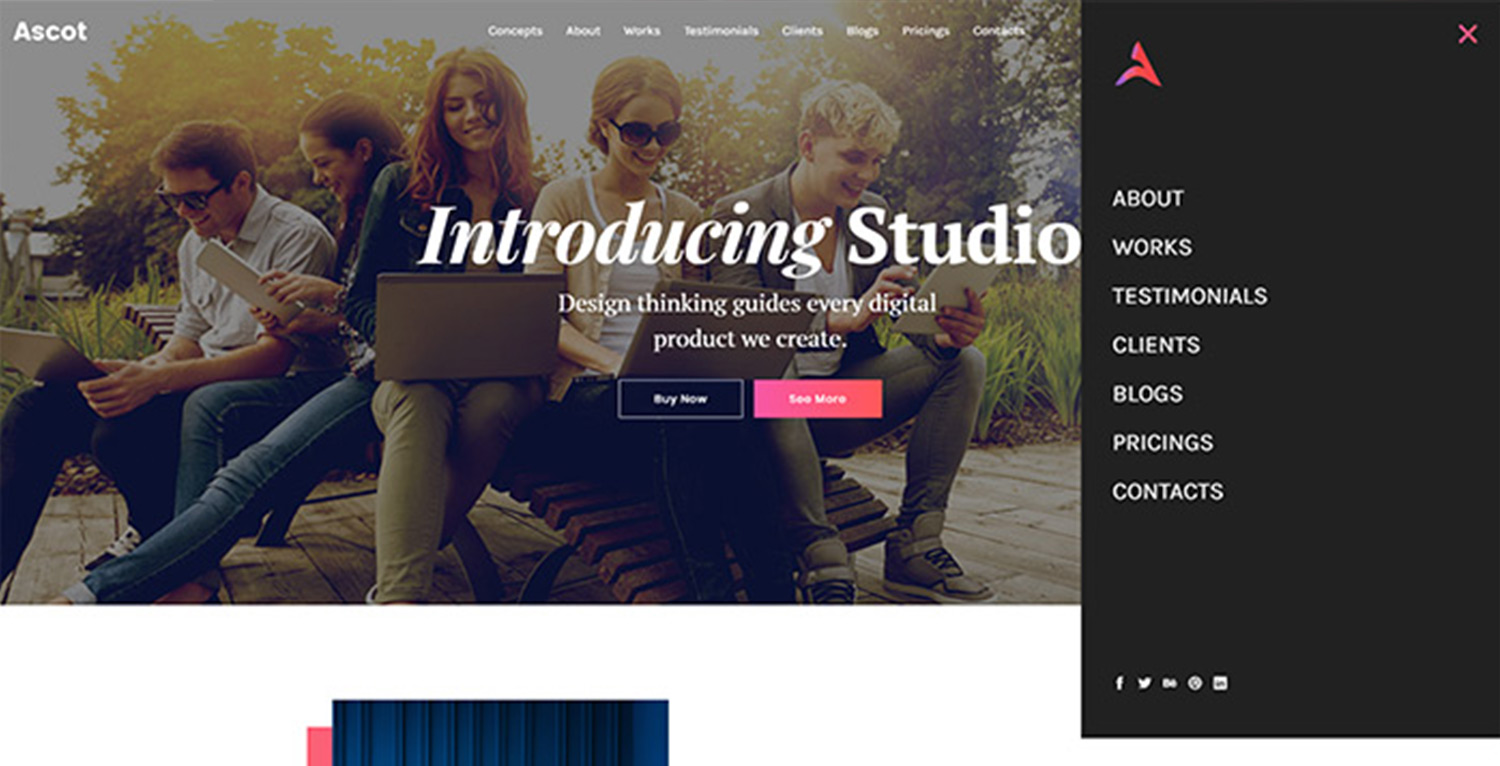 Ascot
Concepts About Works Testimonials Clients Blogs Pricings Contacts
Introducing Studio
Design thinking guides every digital
product we create.
Buy Now See More
ABOUT
WORKS
TESTIMONIALS
CLIENTS
BLOGS
PRICINGS
CONTACTS